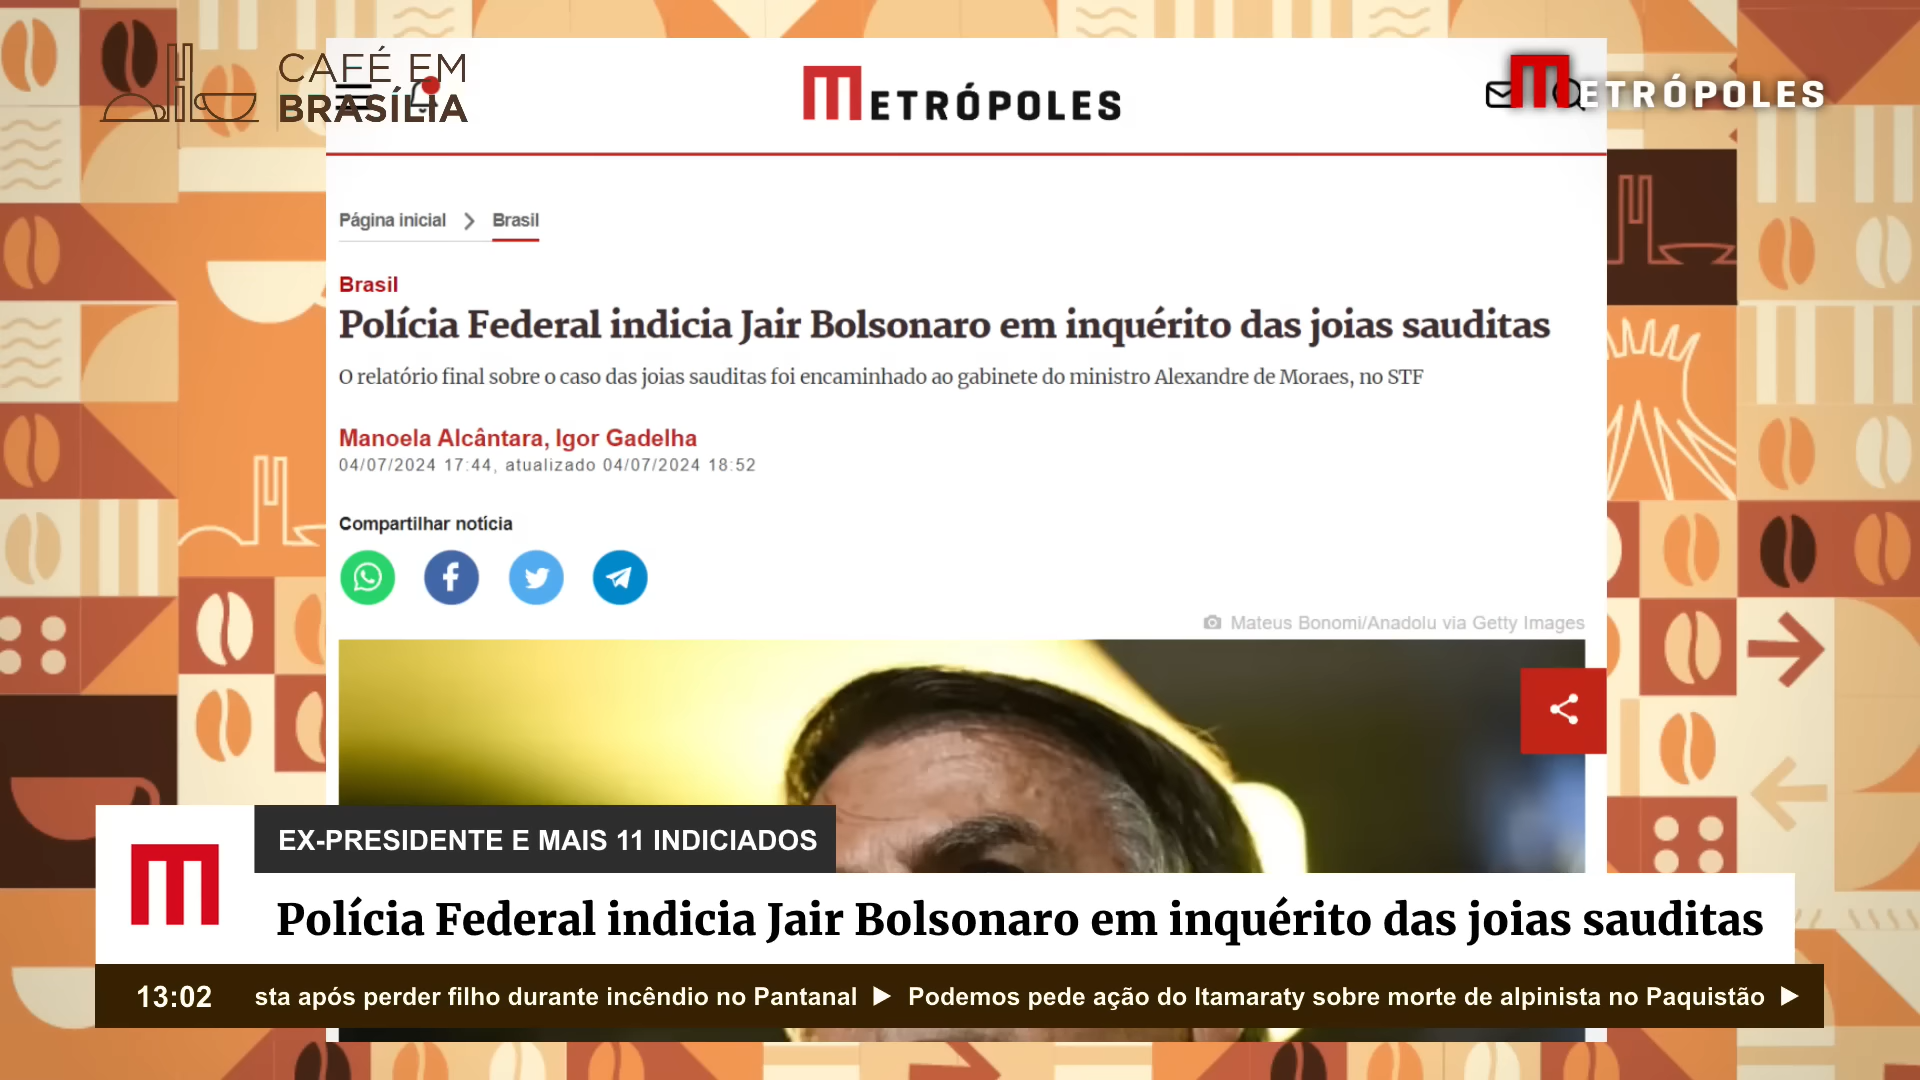 CAFÉ EM
BRASÍLIA
METRÓPOLES
METRÓPOLES
Página inicial
Brasil
Brasil
Polícia Federal indicia Jair Bolsonaro em inquérito das joias sauditas
O relatório final sobre o caso das joias sauditas foi encaminhado ao gabinete do ministro Alexandre de Moraes, no STF
Manoela Alcântara, Igor Gadelha
04/07/2024 17:44, atualizado 04/07/2024 18:52
Compartilhar notícia
Mateus Bonomi/Anadolu via Getty Images
EX-PRESIDENTE E MAIS 11 INDICIADOS
M
Polícia Federal indicia Jair Bolsonaro em inquérito das joias sauditas
13:02 sta após perder filho durante incêndio no Pantanal ▶ Podemos pede ação do Itamaraty sobre morte de alpinista no Paquistão ▶